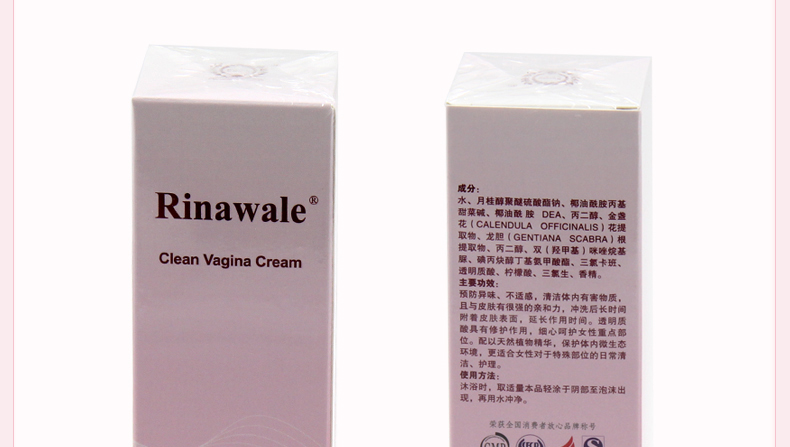 Rinawale®
Clean Vagina Cream
成分：
水、月桂醇聚醚硫酸酯钠、椰油酰胺丙基
甜菜碱、椰油酰胺 DEA、丙二醇、金盏
花（CALENDULA OFFICINALIS）花提
取物、龙胆（GENTIANA SCABRA）根
提取物、丙二醇、双（羟甲基）咪唑烷基
脲、碘丙炔醇丁基氨甲酸酯、三氯卡班、
透明质酸、柠檬酸、三氯生、香精。
主要功效：
预防异味、不适感，清洁体内有害物质，
且与皮肤有很强的亲和力，冲洗后长时间
附着皮肤表面，延长作用时间。透明质
酸具有修护作用，细心呵护女性重点部
位。配以天然植物精华，保护体内微生态
环境，更适合女性对于特殊部位的日常清
洁、护理。
使用方法：
沐浴时，取适量本品轻涂于阴部至泡沫出
现，再用水冲净。
荣获全国消费者放心品牌称号
GMP